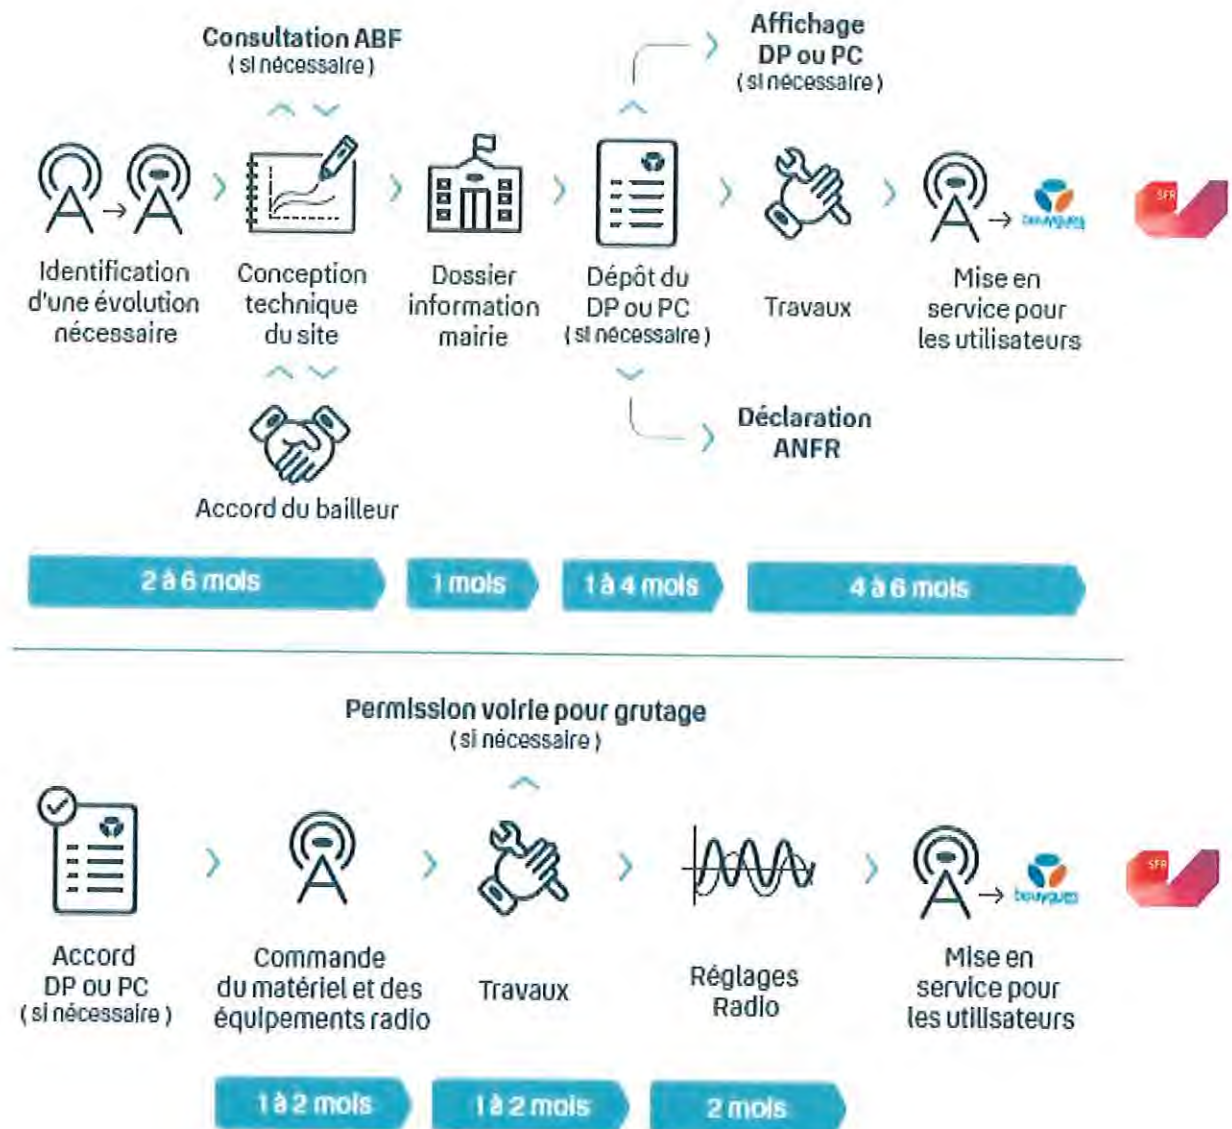 Consultation ABF
(si nécessaire)
Affichage
DP ou PC
(si nécessaire)
Identification
d'une évolution
nécessaire
Conception
technique
du site
Dossier
information
mairie
Dépôt du
DP ou PC
(si nécessaire)
Travaux
Mise en
service pour
les utilisateurs
bouygues
SFR
Accord du bailleur
Déclaration
ANFR
2 à 6 mois
1 mois
1 à 4 mois
4 à 6 mois
Permission voirie pour grutage
(si nécessaire)
Accord
DP ou PC
(si nécessaire)
Commande
du matériel et des
équipements radio
Travaux
Réglages
Radio
Mise en
service pour
les utilisateurs
bouygues
SFR
1 à 2 mois
1 à 2 mois
2 mois